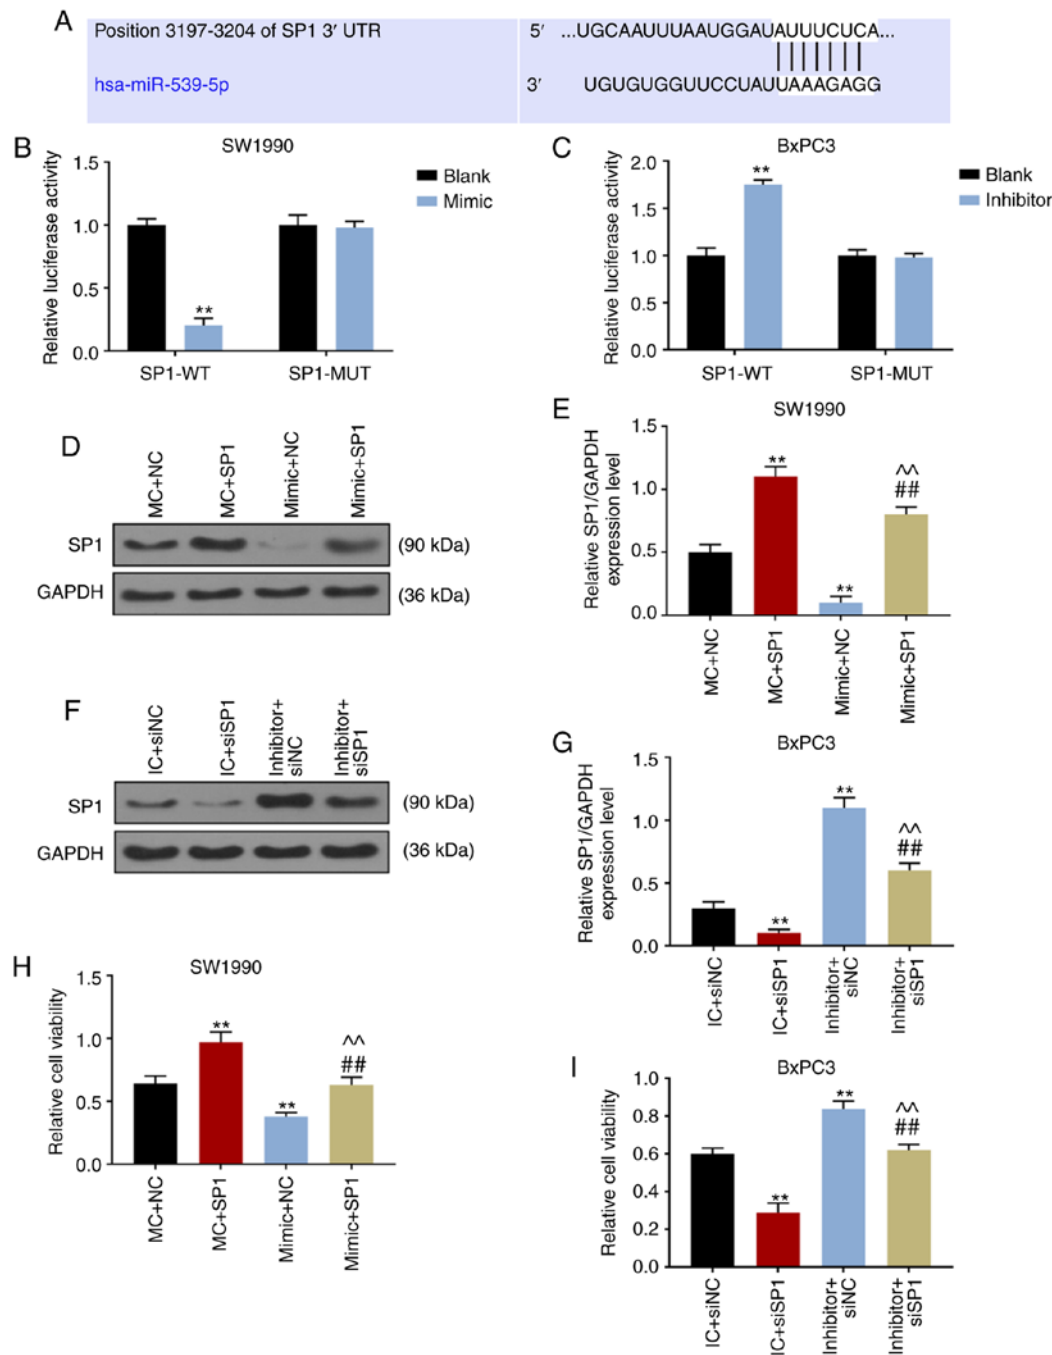 A
Position 3197-3204 of SP1 3′ UTR
5′ ...UGCAAUUUAAUGGAUAUUUCUCA...
hsa-miR-539-5p
3′ UGUGUGGUUCCUAUUAAAGAGG
B
SW1990
Relative luciferase activity
1.5
1.0
0.5
0.0
**
SP1-WT
SP1-MUT
Blank
Mimic
C
BxPC3
Relative luciferase activity
2.0
1.5
1.0
0.5
0.0
**
SP1-WT
SP1-MUT
Blank
Inhibitor
D
MC+NC
MC+SP1
Mimic+NC
Mimic+SP1
SP1
(90 kDa)
GAPDH
(36 kDa)
E
SW1990
Relative SP1/GAPDH
expression level
1.5
1.0
0.5
0.0
**
**
^^
##
MC+NC
MC+SP1
Mimic+NC
Mimic+SP1
F
IC+siNC
IC+siSP1
Inhibitor+
siNC
Inhibitor+
siSP1
SP1
(90 kDa)
GAPDH
(36 kDa)
G
BxPC3
Relative SP1/GAPDH
expression level
1.5
1.0
0.5
0.0
**
**
^^
##
IC+siNC
IC+siSP1
Inhibitor+
siNC
Inhibitor+
siSP1
H
SW1990
Relative cell viability
1.5
1.0
0.5
0.0
**
**
^^
##
MC+NC
MC+SP1
Mimic+NC
Mimic+SP1
I
BxPC3
Relative cell viability
1.0
0.8
0.6
0.4
0.2
0.0
**
**
^^
##
IC+siNC
IC+siSP1
Inhibitor+
siNC
Inhibitor+
siSP1